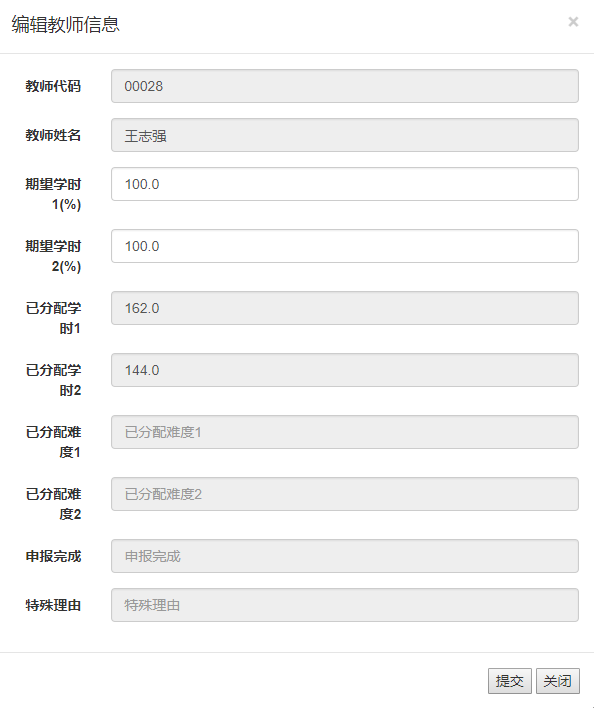 编辑教师信息 ×
教师代码 00028
教师姓名 王志强
期望学时 100.0
1(%)
期望学时 100.0
2(%)
已分配学 162.0
时1
已分配学 144.0
时2
已分配难 已分配难度1
度1
已分配难 已分配难度2
度2
申报完成 申报完成
特殊理由 特殊理由
提交 关闭